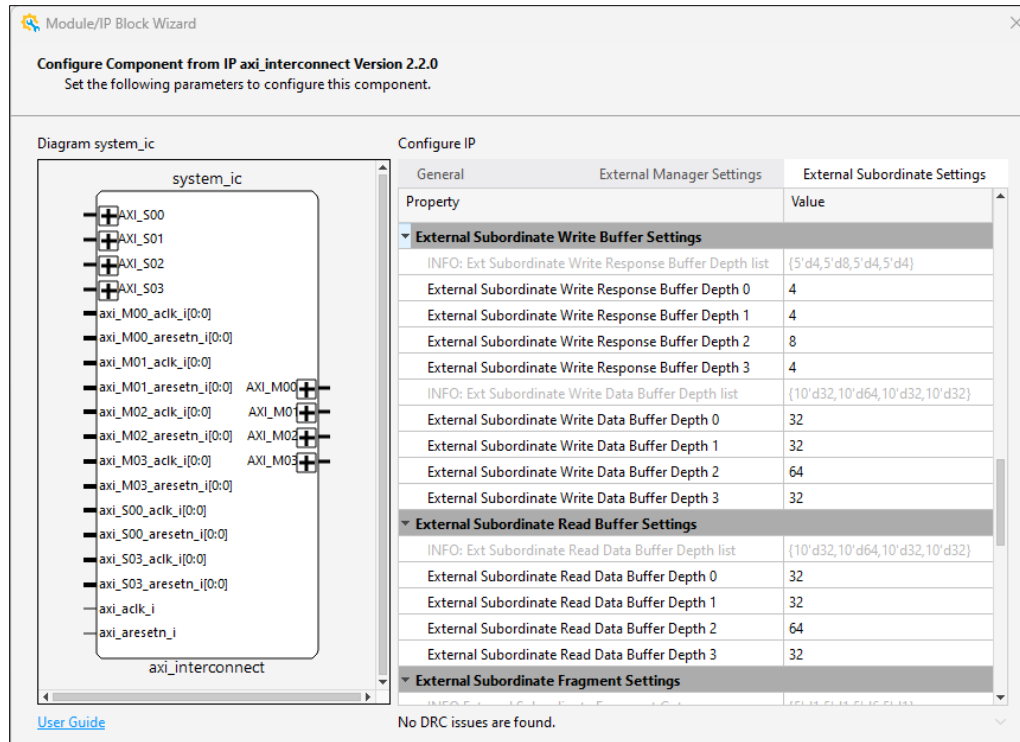 Module/IP Block Wizard
Configure Component from IP axi_interconnect Version 2.2.0
Set the following parameters to configure this component.
Diagram system_ic
system_ic
AXI_S00
AXI_S01
AXI_S02
AXI_S03
axi_M00_aclk_i[0:0]
axi_M00_aresetn_i[0:0]
axi_M01_aclk_i[0:0]
axi_M01_aresetn_i[0:0] AXI_M00
axi_M02_aclk_i[0:0] AXI_M01
axi_M02_aresetn_i[0:0] AXI_M02
axi_M03_aclk_i[0:0] AXI_M03
axi_M03_aresetn_i[0:0]
axi_S00_aclk_i[0:0]
axi_S00_aresetn_i[0:0]
axi_S03_aclk_i[0:0]
axi_S03_aresetn_i[0:0]
axi_aclk_i
axi_aresetn_i
axi_interconnect
User Guide
Configure IP
General External Manager Settings External Subordinate Settings
Property Value
External Subordinate Write Buffer Settings
INFO: Ext Subordinate Write Response Buffer Depth list {5'd4,5'd8,5'd4,5'd4}
External Subordinate Write Response Buffer Depth 0 4
External Subordinate Write Response Buffer Depth 1 4
External Subordinate Write Response Buffer Depth 2 8
External Subordinate Write Response Buffer Depth 3 4
INFO: Ext Subordinate Write Data Buffer Depth list {10'd32,10'd64,10'd32,10'd32}
External Subordinate Write Data Buffer Depth 0 32
External Subordinate Write Data Buffer Depth 1 32
External Subordinate Write Data Buffer Depth 2 64
External Subordinate Write Data Buffer Depth 3 32
External Subordinate Read Buffer Settings
INFO: Ext Subordinate Read Data Buffer Depth list {10'd32,10'd64,10'd32,10'd32}
External Subordinate Read Data Buffer Depth 0 32
External Subordinate Read Data Buffer Depth 1 32
External Subordinate Read Data Buffer Depth 2 64
External Subordinate Read Data Buffer Depth 3 32
External Subordinate Fragment Settings
No DRC issues are found.